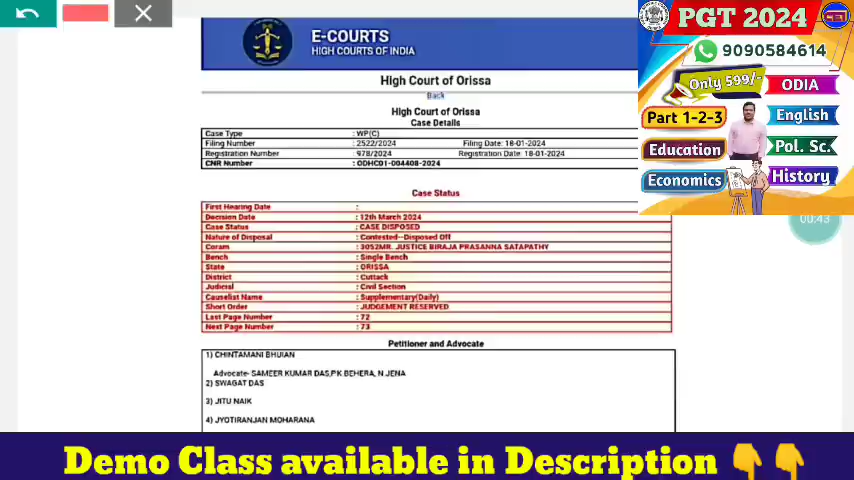 E-COURTS
HIGH COURTS OF INDIA
High Court of Orissa
Back
High Court of Orissa
Case Details
Case Type : WP(C)
Filing Number : 2522/2024 Filing Date: 18-01-2024
Registration Number : 978/2024 Registration Date: 18-01-2024
CNR Number : ODHC01-004408-2024
Case Status
First Hearing Date :
Decision Date : 12th March 2024
Case Status : CASE DISPOSED
Nature of Disposal : Contested--Disposed Off
Coram : 3052MR. JUSTICE BIRAJA PRASANNA SATAPATHY
Bench : Single Bench
State : ORISSA
District : Cuttack
Judicial : Civil Section
Causelist Name : Supplementary(Daily)
Short Order : JUDGEMENT RESERVED
Last Page Number : 72
Next Page Number : 73
Petitioner and Advocate
1) CHINTAMANI BHUIAN
Advocate- SAMEER KUMAR DAS,P.K BEHERA, N.JENA
2) SWAGAT DAS
3) JITU NAIK
4) JYOTIRANJAN MOHARANA
PGT 2024
9090584614
Only 599/-
ODIA
Part 1-2-3
English
Education
Pol. Sc.
Economics
History
00:43
Demo Class available in Description